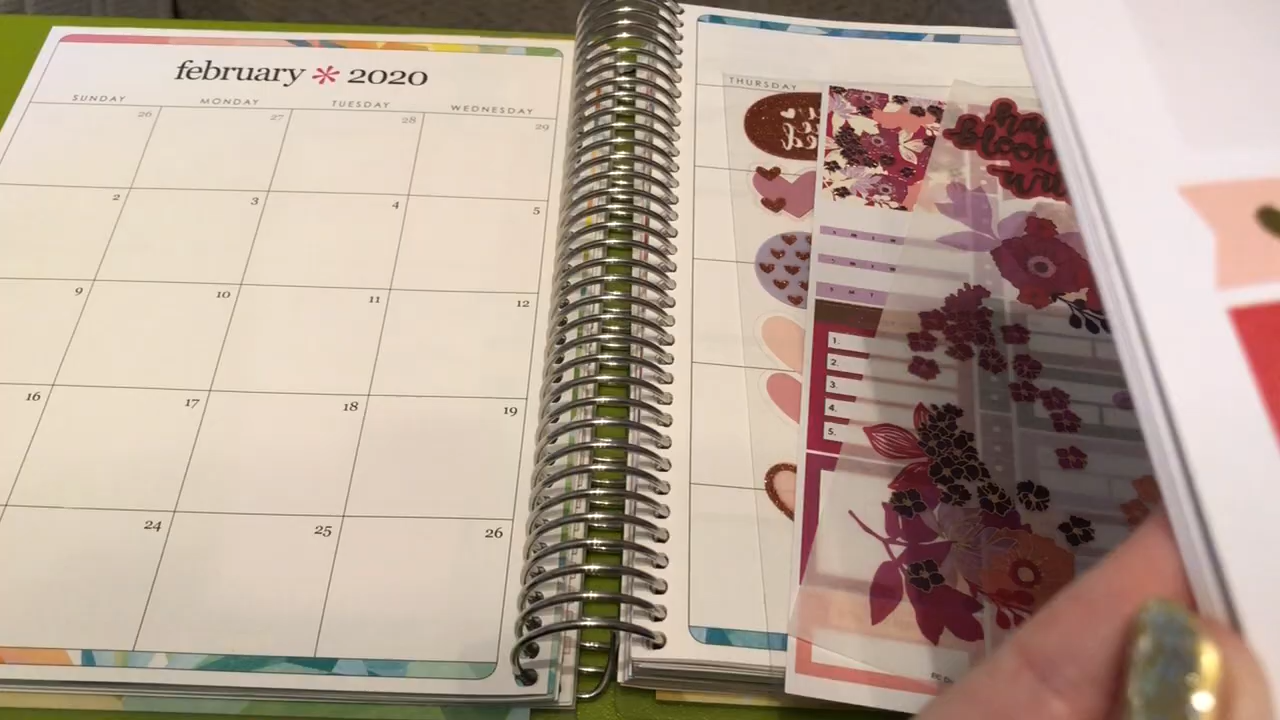 february * 2020
SUNDAY MONDAY TUESDAY WEDNESDAY
26 27 28 29
2 3 4 5
9 10 11 12
16 17 18 19
24 25 26
THURSDAY
1.
2.
3.
4.
5.